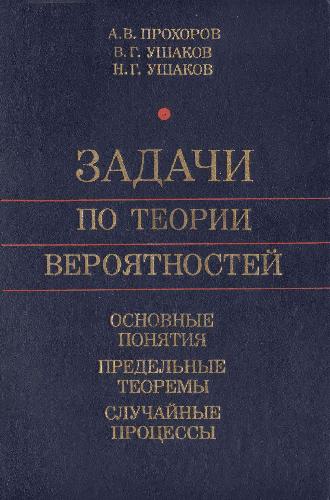 А.В. ПРОХОРОВ
В.Г. УШАКОВ
Н.Г. УШАКОВ
ЗАДАЧИ
ПО ТЕОРИИ
ВЕРОЯТНОСТЕЙ
ОСНОВНЫЕ
ПОНЯТИЯ
ПРЕДЕЛЬНЫЕ
ТЕОРЕМЫ
СЛУЧАЙНЫЕ
ПРОЦЕССЫ